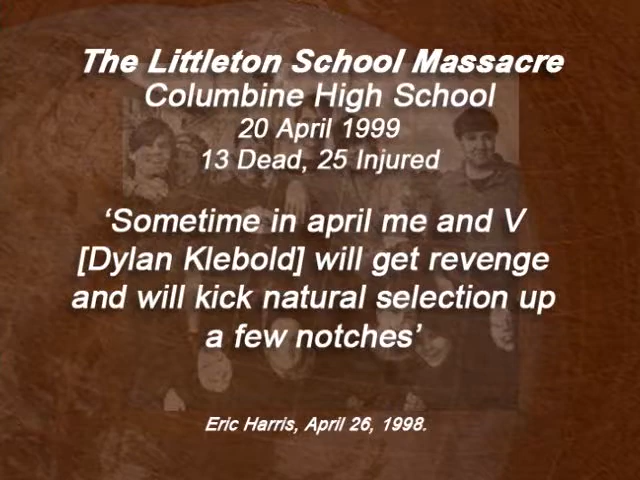 The Littleton School Massacre
Columbine High School
20 April 1999
13 Dead, 25 Injured
‘Sometime in april me and V
[Dylan Klebold] will get revenge
and will kick natural selection up
a few notches’
Eric Harris, April 26, 1998.